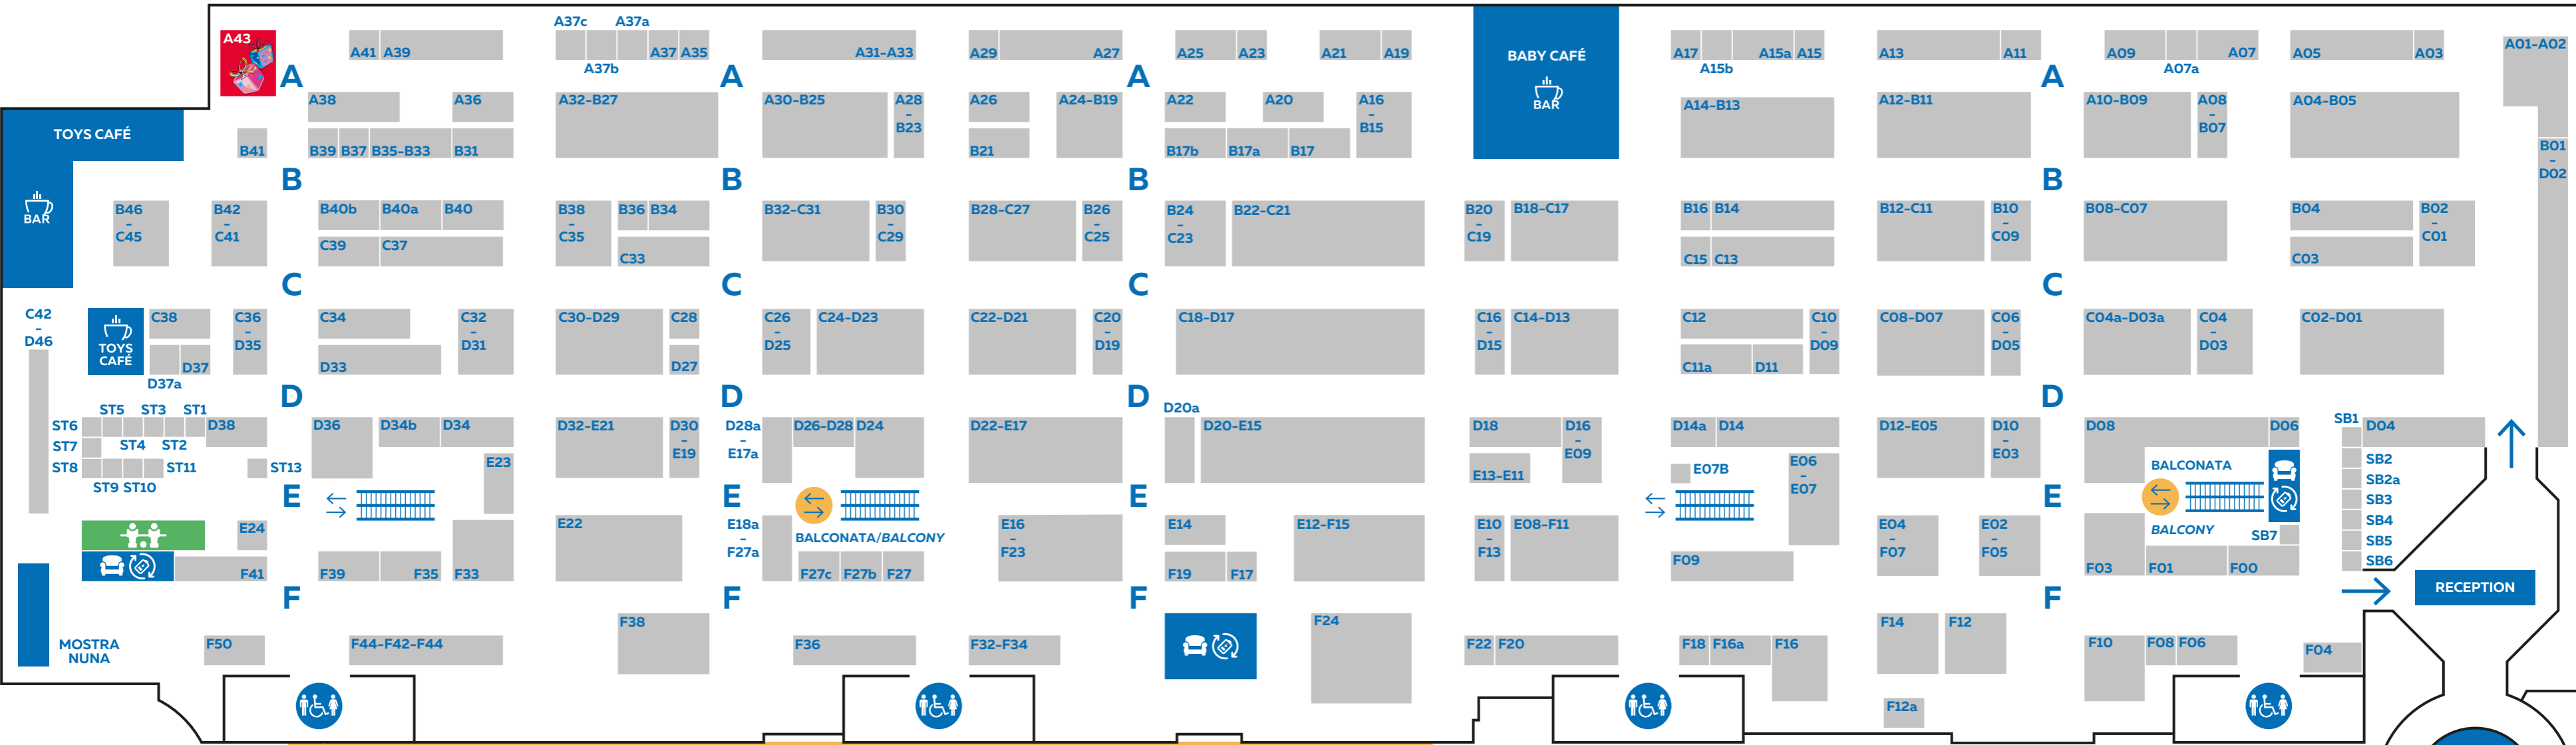 A37c A37a
A43
A41 A39 A37 A35 A31-A33 A29 A27 A25 A23 A21 A19
A37b
BABY CAFÉ
BAR
A17 A15a A15 A13 A11 A09 A07 A05 A03 A01-A02
A15b A07a
A A A A
A38 A36 A32-B27 A30-B25 A28
-
B23 A26 A24-B19 A22 A20 A16
-
B15 A14-B13 A12-B11 A10-B09 A08
-
B07 A04-B05
TOYS CAFÉ
BAR
B41 B39 B37 B35-B33 B31 B21 B17b B17a B17
B01
-
D02
B B B B
B46
-
C45 B42
-
C41 B40b B40a B40 B38
-
C35 B36 B34 B32-C31 B30
-
C29 B28-C27 B26
-
C25 B24
-
C23 B22-C21 B20
-
C19 B18-C17 B16 B14 B12-C11 B10
-
C09 B08-C07 B04 B02
-
C01
C39 C37 C33 C15 C13 C03
C C C C
C42
-
D46
TOYS
CAFÉ
C38 C36
-
D35 C34 C32
-
D31 C30-D29 C28 C26
-
D25 C24-D23 C22-D21 C20
-
D19 C18-D17 C16
-
D15 C14-D13 C12 C10
-
D09 C08-D07 C06
-
D05 C04a-D03a C04
-
D03 C02-D01
D37 D33 D27 C11a D11
D37a
D D D D
ST5 ST3 ST1 D20a SB1
ST6 D38 D36 D34b D34 D32-E21 D30
-
E19 D28a
-
E17a D26-D28 D24 D22-E17 D20-E15 D18 D16
-
E09 D14a D14 D12-E05 D10
-
E03 D08 D06 D04
ST7 ST4 ST2
ST8 ST11 ST13 E23 E13-E11 E07B E06
-
E07
ST9 ST10
BALCONATA
BALCONY
SB2
SB2a
SB3
SB4
SB5
SB6
SB7
E E E E
E24 E22 E18a
-
F27a
BALCONATA/BALCONY
E16
-
F23 E14 E12-F15 E10
-
F13 E08-F11 E04
-
F07 E02
-
F05
F41 F39 F35 F33 F27c F27b F27 F19 F17 F09 F03 F01 F00
RECEPTION
F F F F
MOSTRA
NUNA
F50 F44-F42-F44 F38 F36 F32-F34 F24 F22 F20 F18 F16a F16 F14 F12 F10 F08 F06 F04
F12a